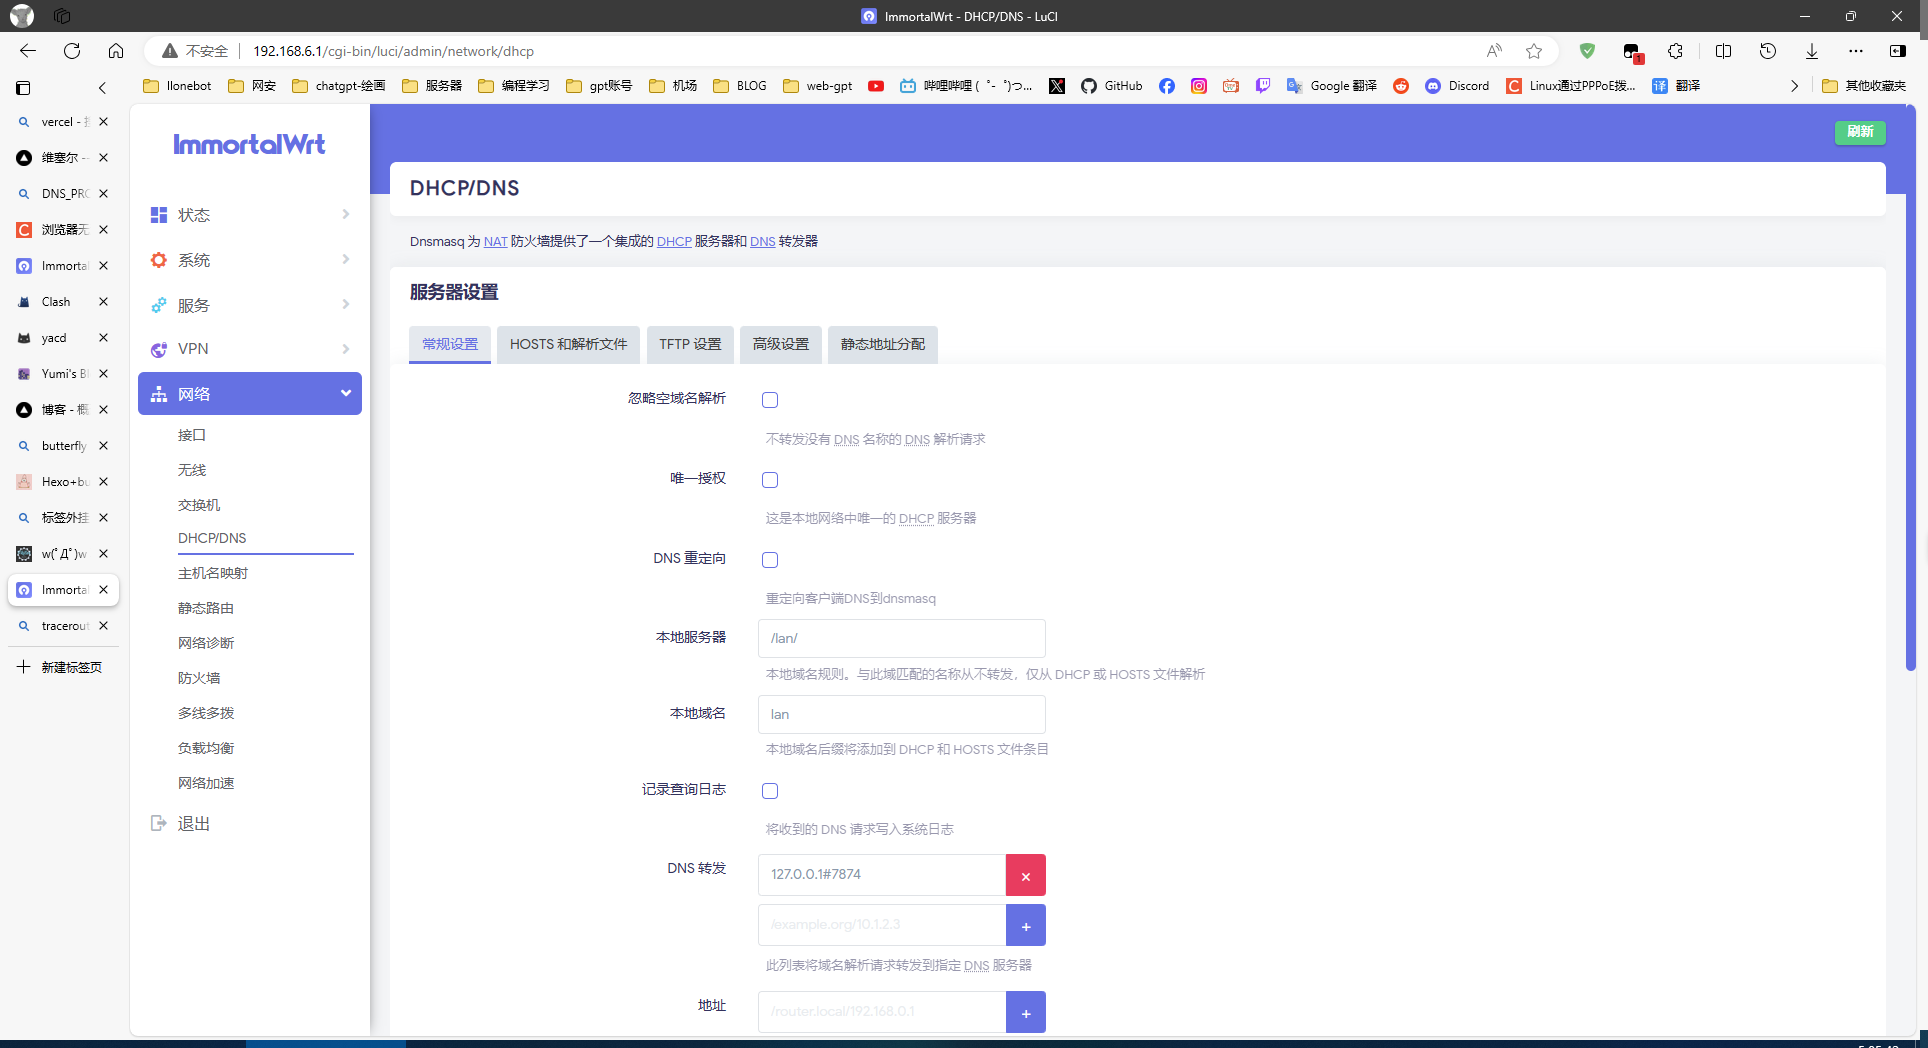 ImmortalWrt - DHCP/DNS - LuCI
不安全
192.168.6.1/cgi-bin/luci/admin/network/dhcp
llonebot
网安
chatgpt-绘画
服务器
编程学习
gpt账号
机场
BLOG
web-gpt
哔哩哔哩 ( ゜- ゜)つ...
GitHub
Google 翻译
Discord
Linux通过PPPoE拨...
翻译
其他收藏夹
vercel -
维塞尔 -
DNS_PRO
浏览器无
Immortal
Clash
yacd
Yumi's Bl
博客 - 概
butterfly
Hexo+bu
标签外挂
w(ﾟДﾟ)w
Immortal
tracerout
新建标签页
ImmortalWrt
状态
系统
服务
VPN
网络
接口
无线
交换机
DHCP/DNS
主机名映射
静态路由
网络诊断
防火墙
多线多拨
负载均衡
网络加速
退出
刷新
DHCP/DNS
Dnsmasq 为 NAT 防火墙提供了一个集成的 DHCP 服务器和 DNS 转发器
服务器设置
常规设置
HOSTS 和解析文件
TFTP 设置
高级设置
静态地址分配
忽略空域名解析
不转发没有 DNS 名称的 DNS 解析请求
唯一授权
这是本地网络中唯一的 DHCP 服务器
DNS 重定向
重定向客户端DNS到dnsmasq
本地服务器
/lan/
本地域名规则。与此域匹配的名称从不转发，仅从 DHCP 或 HOSTS 文件解析
本地域名
lan
本地域名后缀将添加到 DHCP 和 HOSTS 文件条目
记录查询日志
将收到的 DNS 请求写入系统日志
DNS 转发
127.0.0.1#7874
/example.org/10.1.2.3
此列表将域名解析请求转发到指定 DNS 服务器
地址
/router.local/192.168.0.1